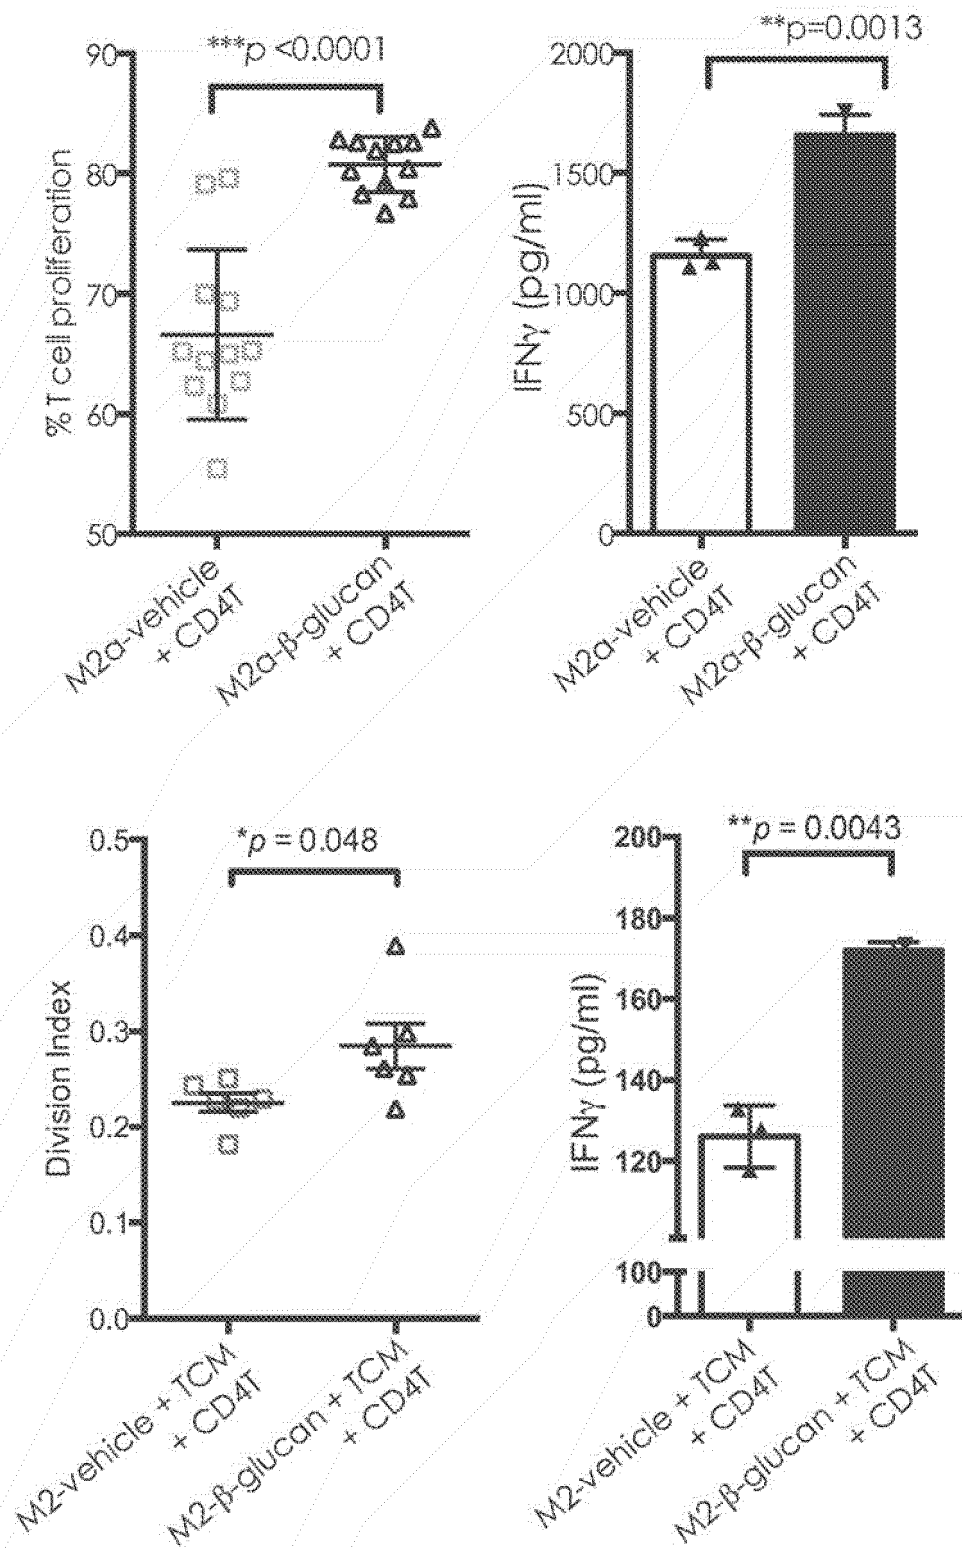 ***p <0.0001
90
80
70
60
50
% T cell proliferation
M2a-vehicle
+ CD4T
M2a-β-glucan
+ CD4T
**p=0.0013
2000
1500
1000
500
0
IFNγ (pg/ml)
M2a-vehicle
+ CD4T
M2a-β-glucan
+ CD4T
*p = 0.048
0.5
0.4
0.3
0.2
0.1
0.0
Division Index
M2-vehicle + TCM
+ CD4T
M2-β-glucan + TCM
+ CD4T
**p = 0.0043
200
180
160
140
120
100
0
IFNγ (pg/ml)
M2-vehicle + TCM
+ CD4T
M2-β-glucan + TCM
+ CD4T